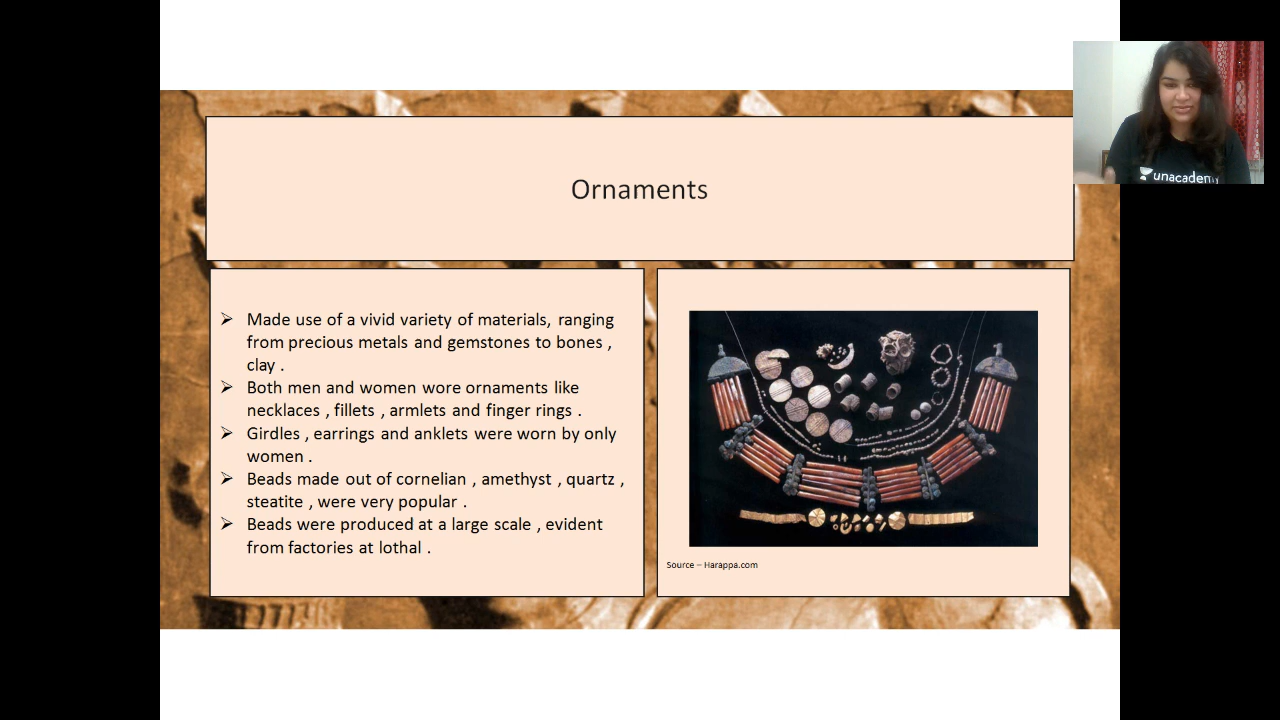 unacademy
Ornaments
Made use of a vivid variety of materials, ranging
from precious metals and gemstones to bones ,
clay .
Both men and women wore ornaments like
necklaces , fillets , armlets and finger rings .
Girdles , earrings and anklets were worn by only
women .
Beads made out of cornelian , amethyst , quartz ,
steatite , were very popular .
Beads were produced at a large scale , evident
from factories at lothal .
Source – Harappa.com